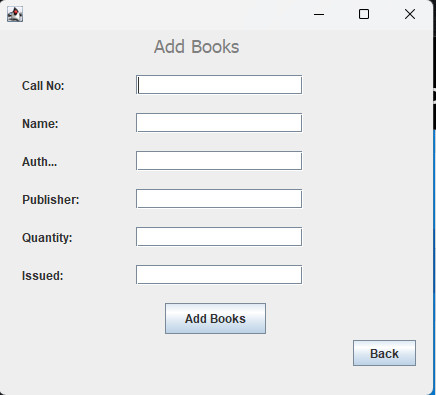 Add Books
Call No:
Name:
Auth...
Publisher:
Quantity:
Issued:
Add Books
Back